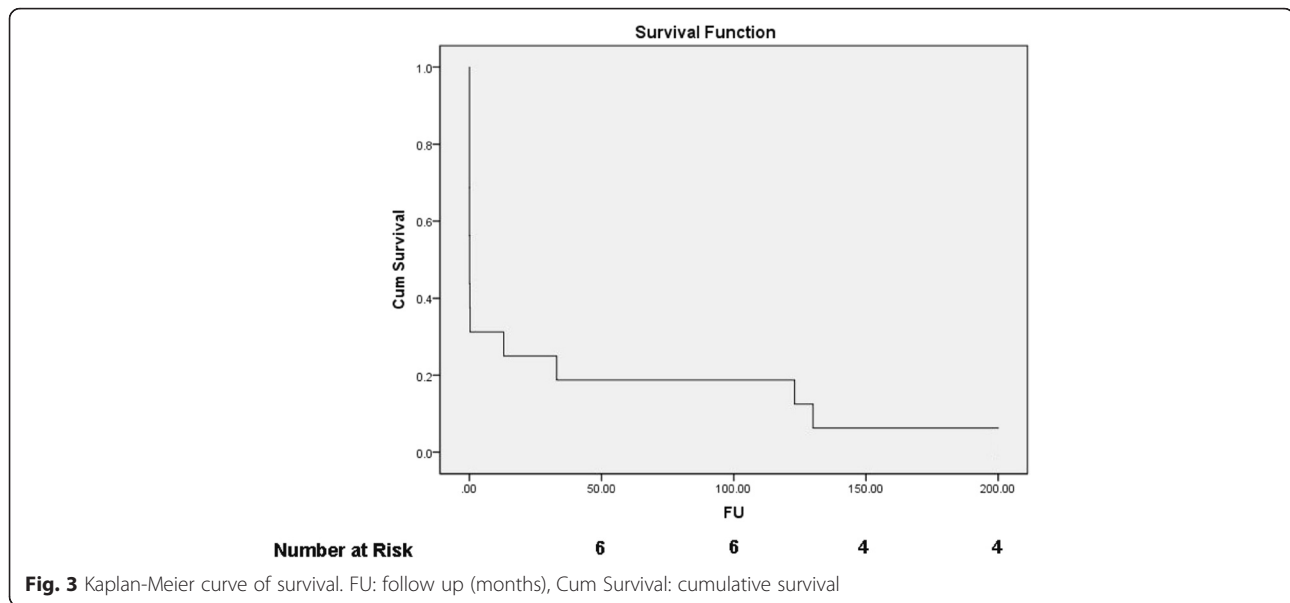 Survival Function
1.0
0.8
0.6
0.4
0.2
0.0
Cum Survival
.00 50.00 100.00 150.00 200.00
FU
Number at Risk 6 6 4 4
Fig. 3 Kaplan-Meier curve of survival. FU: follow up (months), Cum Survival: cumulative survival